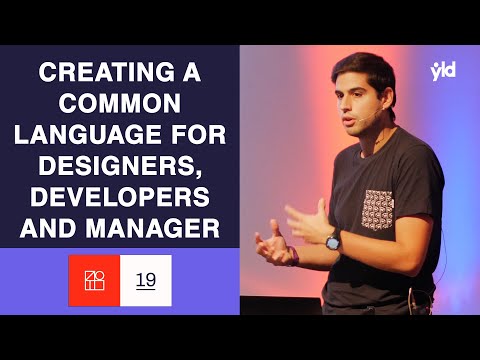 CREATING A
COMMON
LANGUAGE FOR
DESIGNERS,
DEVELOPERS
AND MANAGER
19
yld